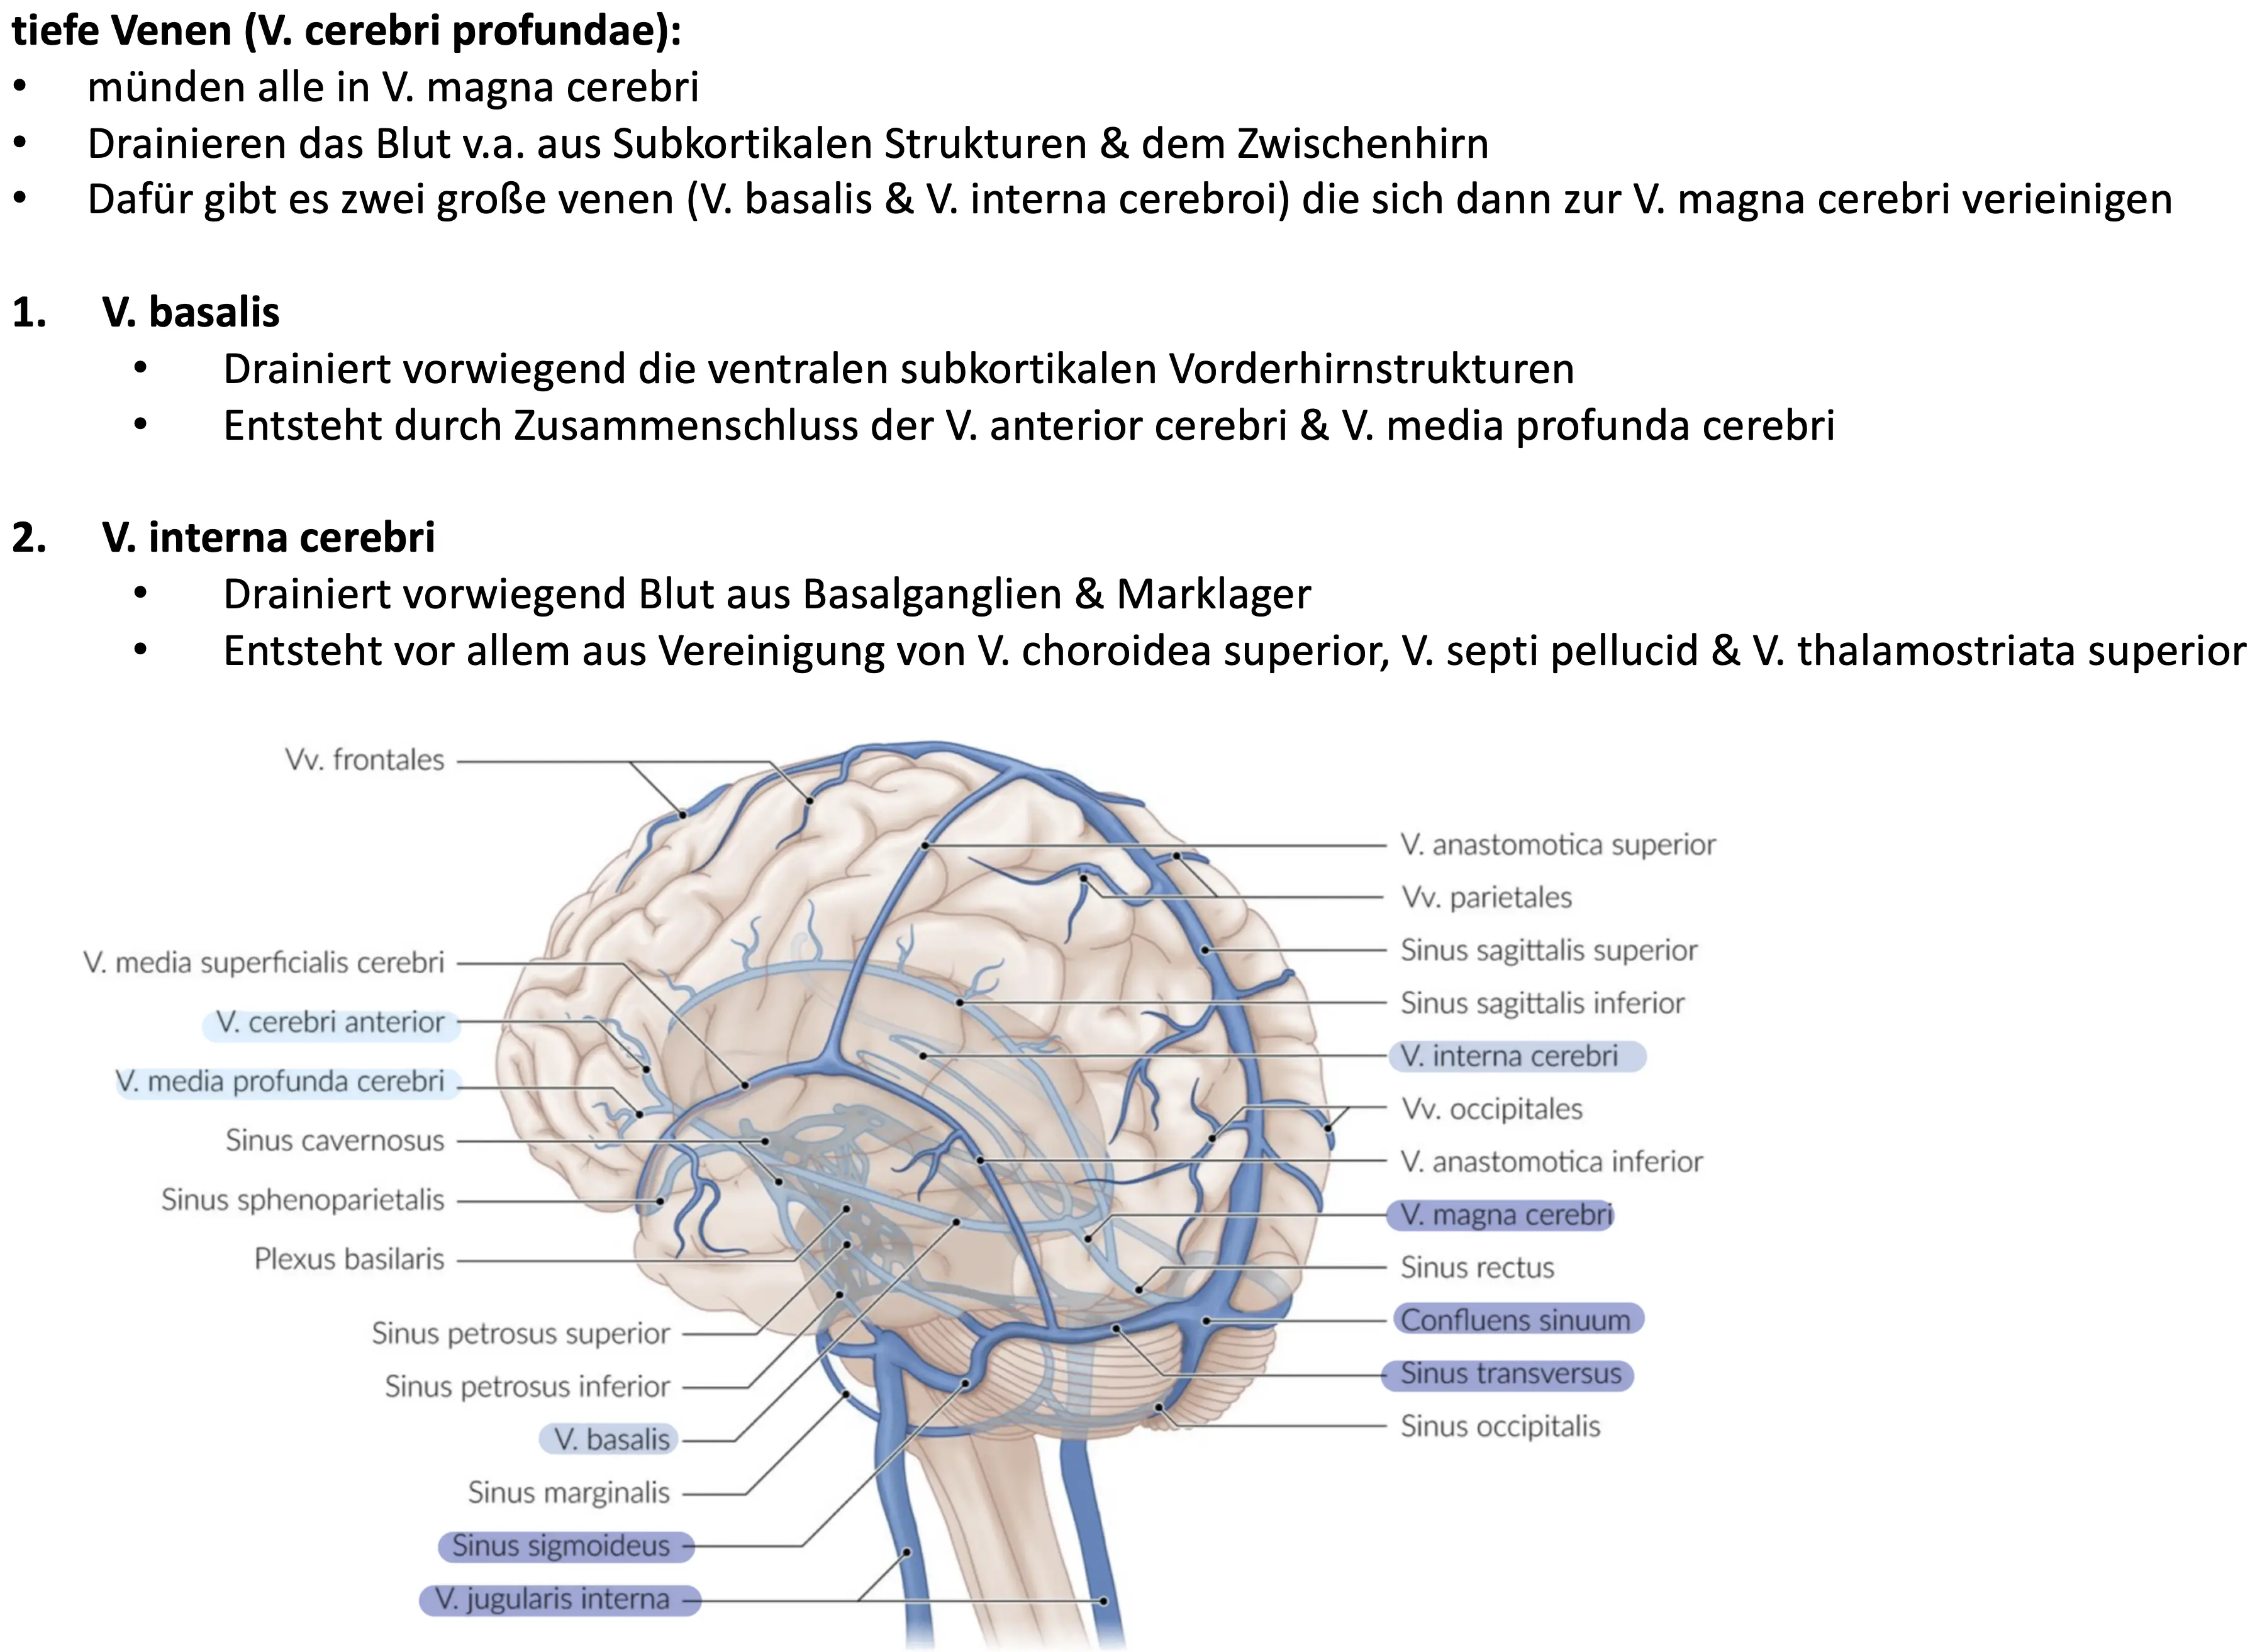 tiefe Venen (V. cerebri profundae):
• münden alle in V. magna cerebri
• Drainieren das Blut v.a. aus Subkortikalen Strukturen & dem Zwischenhirn
• Dafür gibt es zwei große venen (V. basalis & V. interna cerebroi) die sich dann zur V. magna cerebri verieinigen
1. V. basalis
• Drainiert vorwiegend die ventralen subkortikalen Vorderhirnstrukturen
• Entsteht durch Zusammenschluss der V. anterior cerebri & V. media profunda cerebri
2. V. interna cerebri
• Drainiert vorwiegend Blut aus Basalganglien & Marklager
• Entsteht vor allem aus Vereinigung von V. choroidea superior, V. septi pellucid & V. thalamostriata superior
Vv. frontales
V. media superficialis cerebri
V. cerebri anterior
V. media profunda cerebri
Sinus cavernosus
Sinus sphenoparietalis
Plexus basilaris
Sinus petrosus superior
Sinus petrosus inferior
V. basalis
Sinus marginalis
Sinus sigmoideus
V. jugularis interna
V. anastomotica superior
Vv. parietales
Sinus sagittalis superior
Sinus sagittalis inferior
V. interna cerebri
Vv. occipitales
V. anastomotica inferior
V. magna cerebri
Sinus rectus
Confluens sinuum
Sinus transversus
Sinus occipitalis